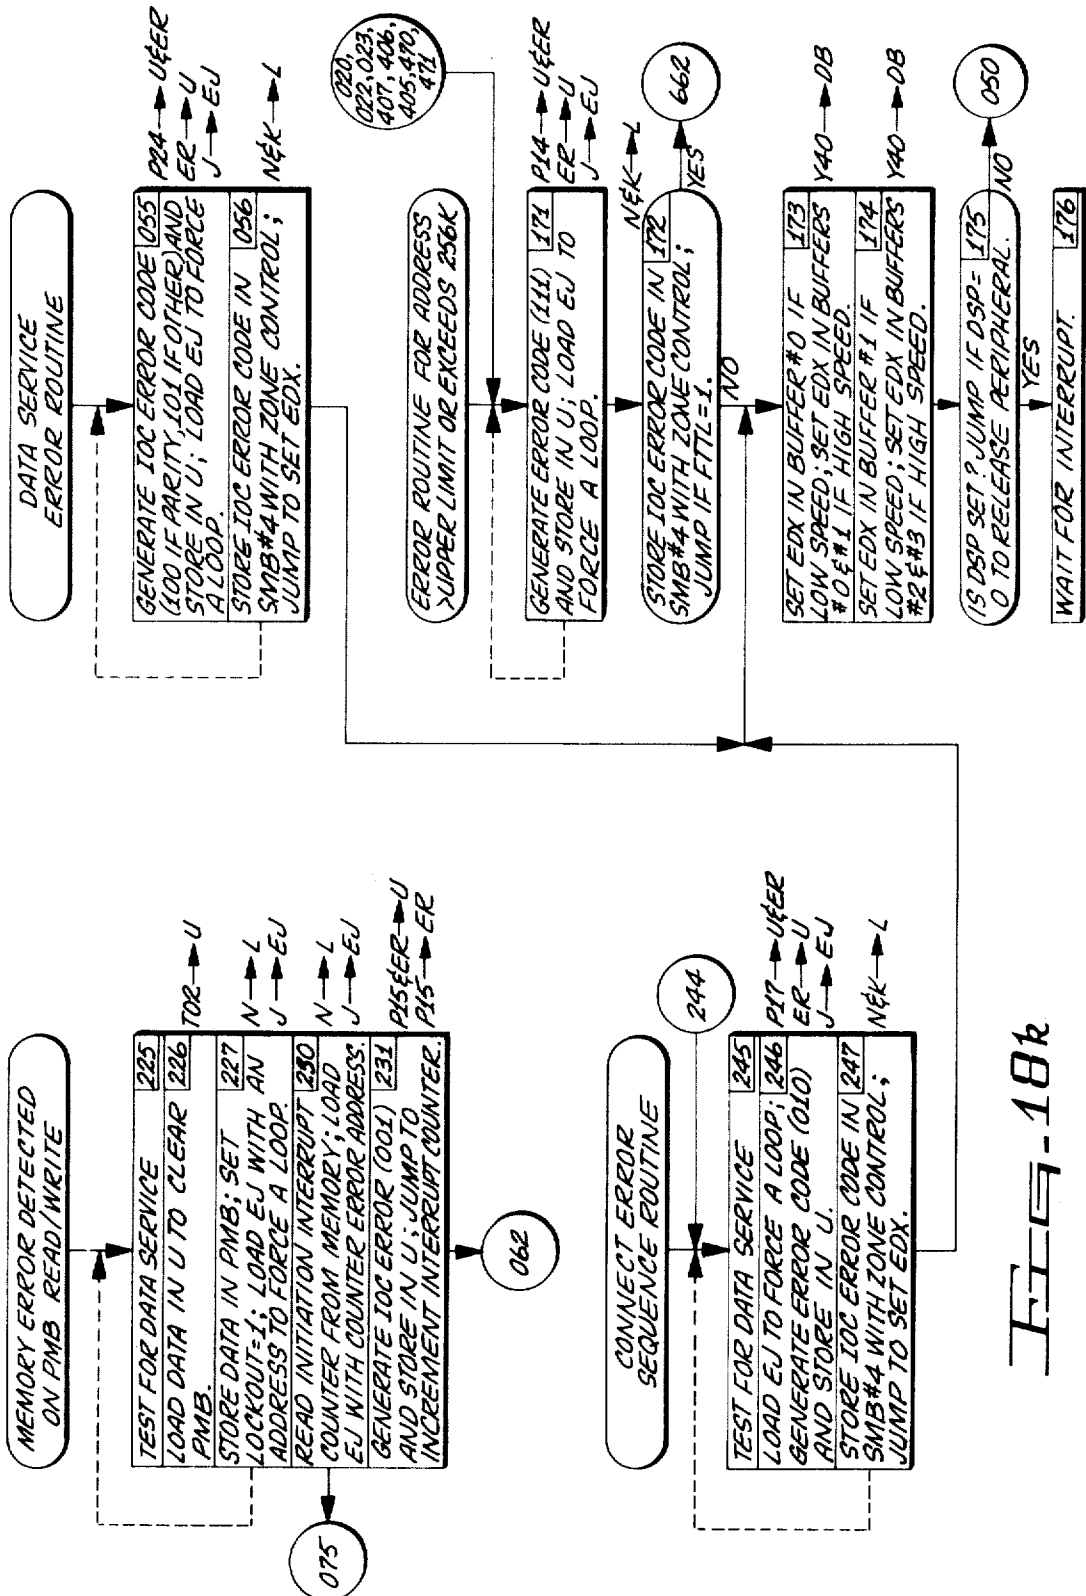 MEMORY ERROR DETECTED
ON PMB READ/WRITE
TEST FOR DATA SERVICE 225
LOAD DATA IN U TO CLEAR 226
PMB.
TOR→U
STORE DATA IN PMB; SET 227
LOCKOUT=1; LOAD EJ WITH AN
ADDRESS TO FORCE A LOOP.
N→L
J→EJ
READ INITIATION INTERRUPT 230
COUNTER FROM MEMORY; LOAD
EJ WITH COUNTER ERROR ADDRESS.
N→L
J→EJ
GENERATE IOC ERROR (001) 231
AND STORE IN U; JUMP TO
INCREMENT INTERRUPT COUNTER.
P15&ER→U
P15→ER
075
062
DATA SERVICE
ERROR ROUTINE
GENERATE IOC ERROR CODE 055
(100 IF PARITY, 101 IF OTHER) AND
STORE IN U; LOAD EJ TO FORCE
A LOOP.
P24→U&ER
ER→U
J→EJ
STORE IOC ERROR CODE IN 056
SMB#4 WITH ZONE CONTROL;
JUMP TO SET EDX.
N&K→L
CONNECT ERROR
SEQUENCE ROUTINE
244
TEST FOR DATA SERVICE 245
LOAD EJ TO FORCE A LOOP; 246
GENERATE ERROR CODE (010)
AND STORE IN U.
P17→U&ER
ER→U
J→EJ
STORE IOC ERROR CODE IN 247
SMB#4 WITH ZONE CONTROL;
JUMP TO SET EDX.
N&K→L
ERROR ROUTINE FOR ADDRESS
>UPPER LIMIT OR EXCEEDS 256K
020,
022,023,
407, 406,
405,470,
471
GENERATE ERROR CODE (111) 171
AND STORE IN U; LOAD EJ TO
FORCE A LOOP.
P14→U&ER
ER→U
J→EJ
STORE IOC ERROR CODE IN 172
SMB#4 WITH ZONE CONTROL;
JUMP IF FTTL=1.
N&K→L
YES
662
NO
SET EDX IN BUFFER #0 IF 173
LOW SPEED; SET EDX IN BUFFERS
#0 & #1 IF HIGH SPEED.
Y40→DB
SET EDX IN BUFFER #1 IF 174
LOW SPEED; SET EDX IN BUFFERS
#2 & #3 IF HIGH SPEED.
Y40→DB
IS DSP SET? JUMP IF DSP= 175
0 TO RELEASE PERIPHERAL.
NO
050
YES
WAIT FOR INTERRUPT. 176
FIG-18k